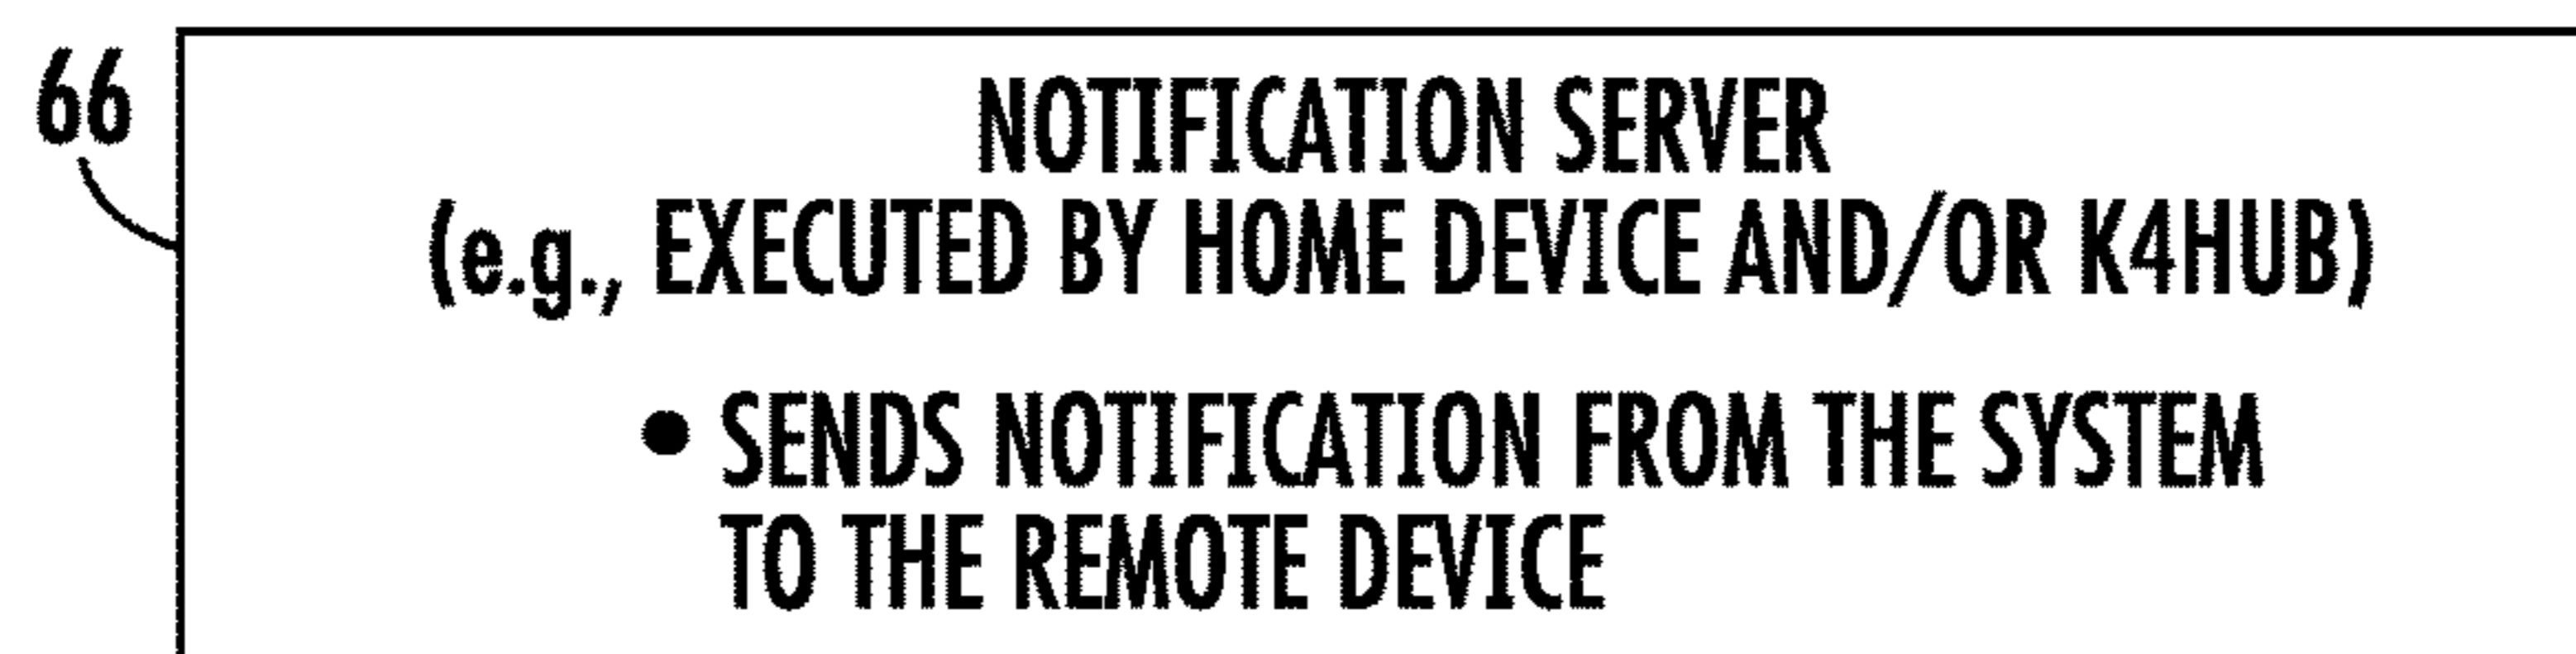 66
NOTIFICATION SERVER
(e.g., EXECUTED BY HOME DEVICE AND/OR K4HUB)
• SENDS NOTIFICATION FROM THE SYSTEM
TO THE REMOTE DEVICE